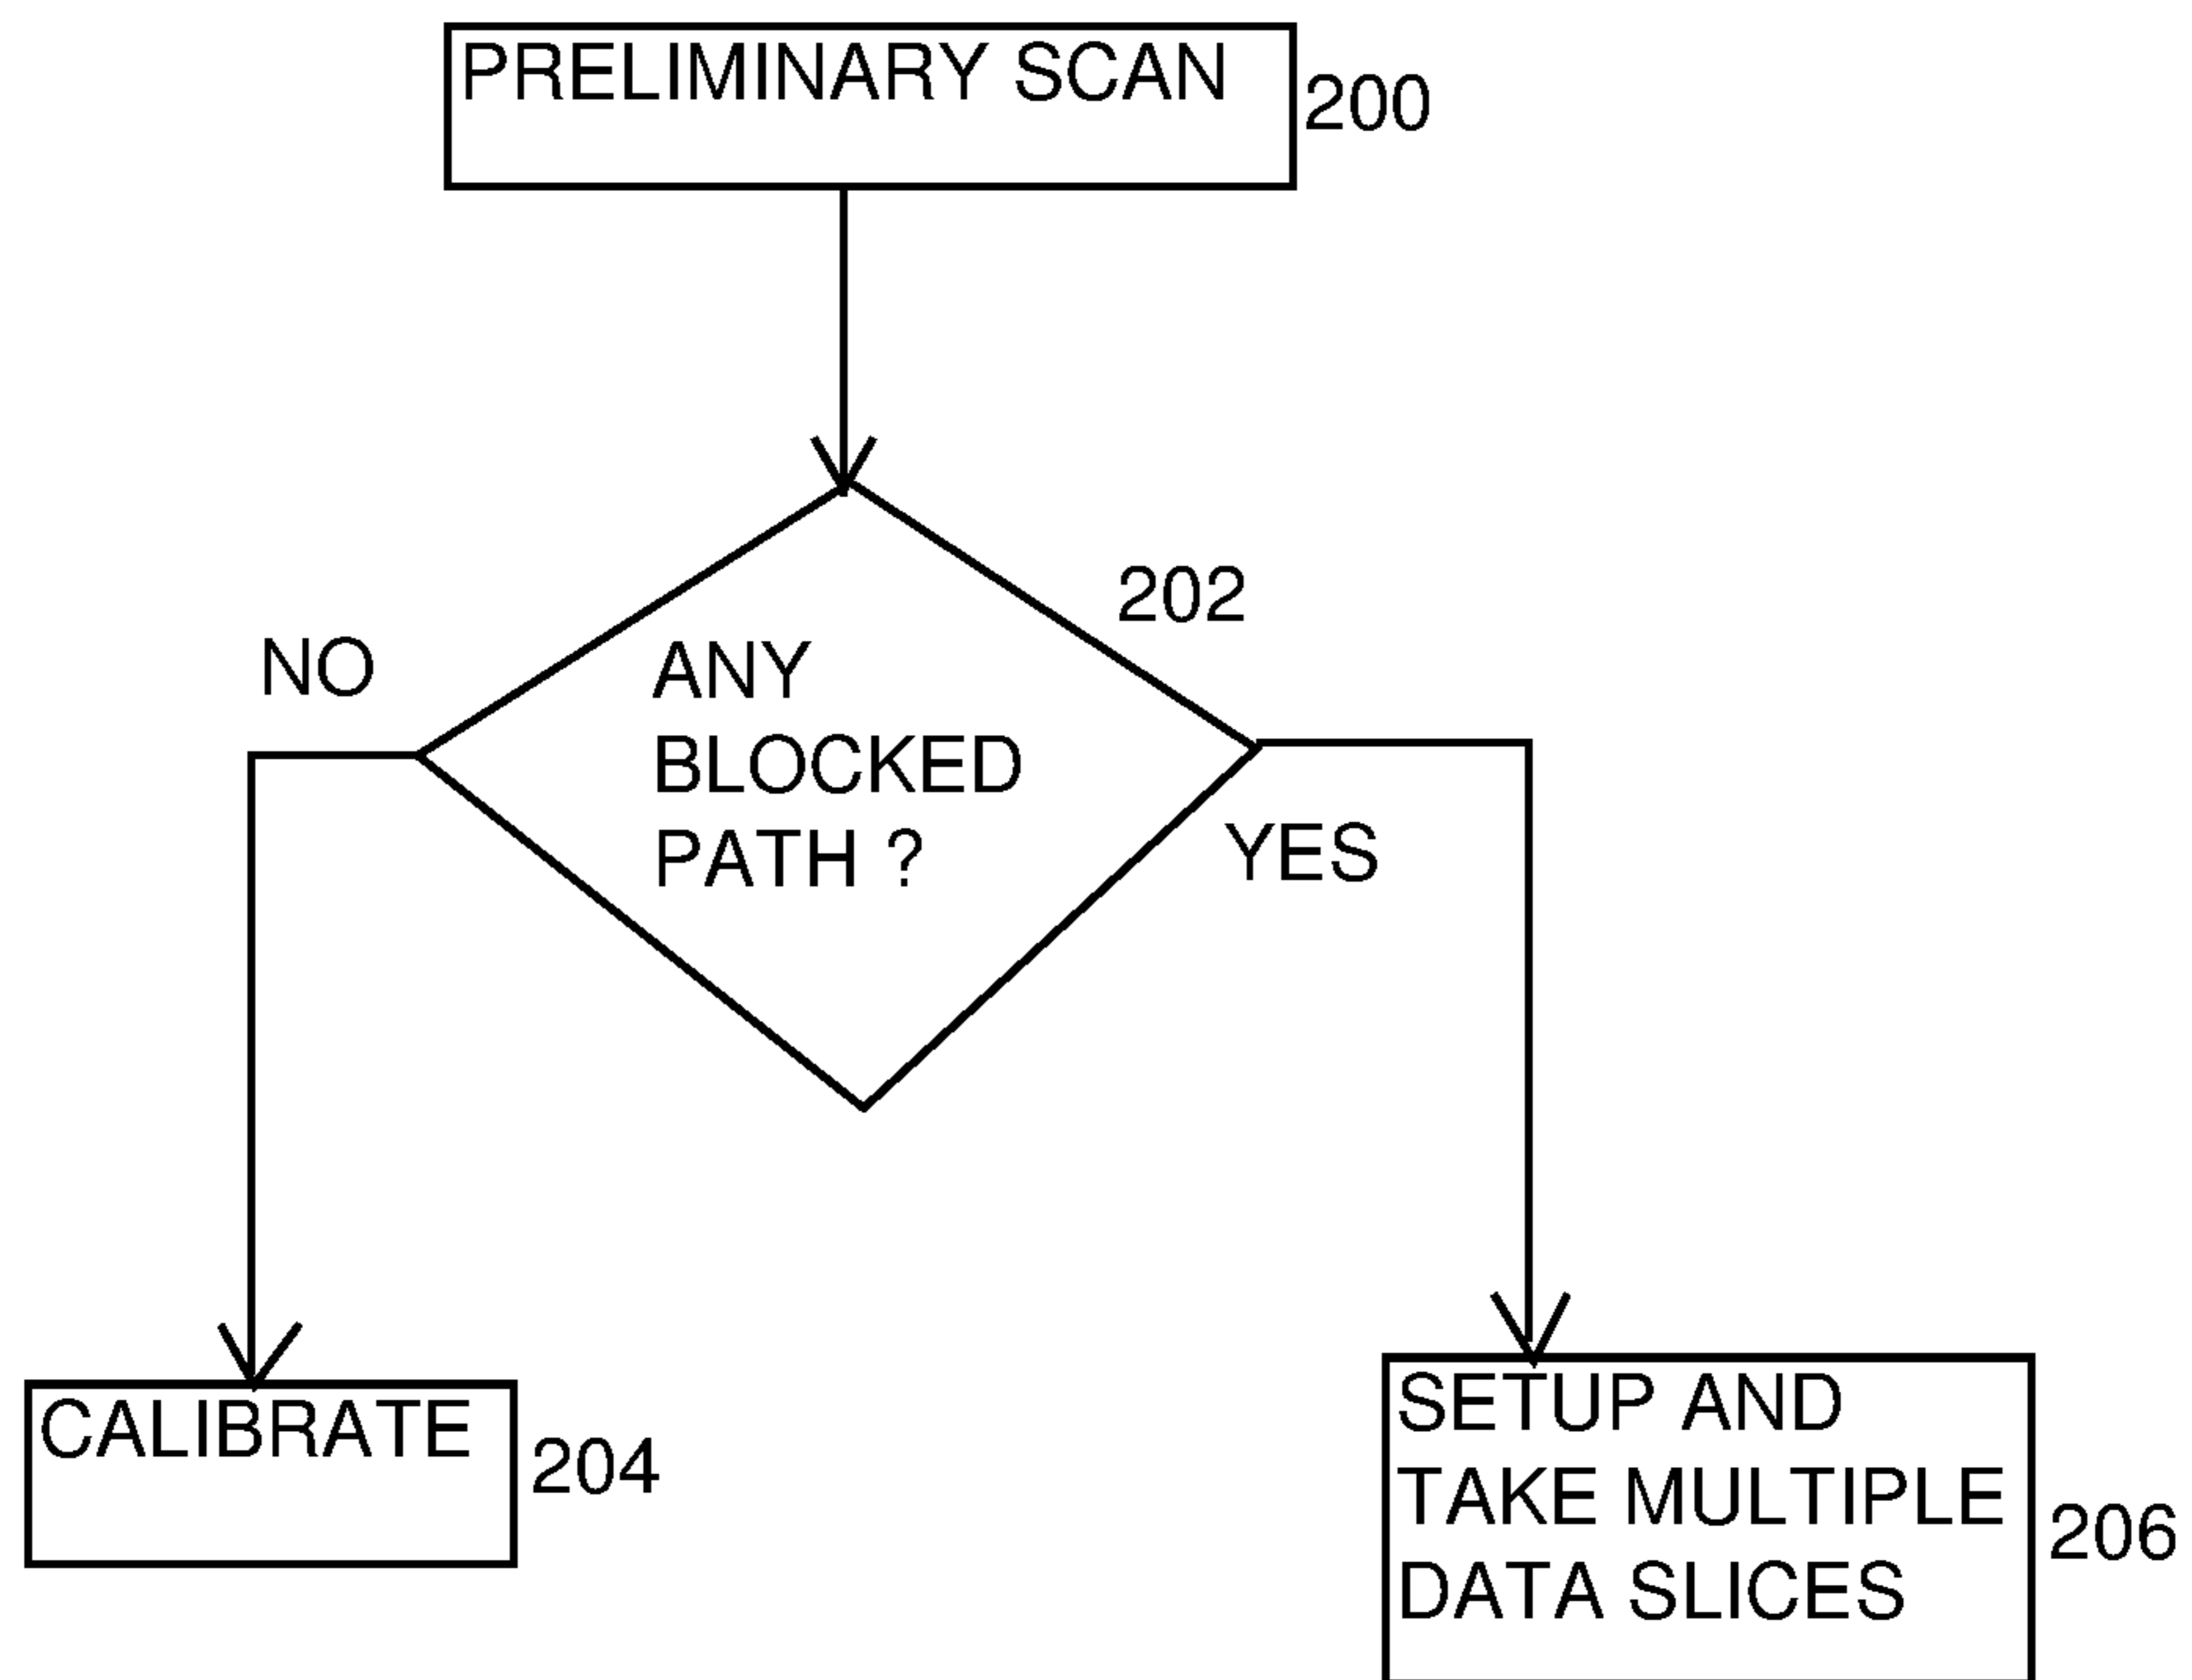 PRELIMINARY SCAN
200
202
NO
ANY
BLOCKED
PATH ?
YES
CALIBRATE
204
SETUP AND
TAKE MULTIPLE
DATA SLICES
206